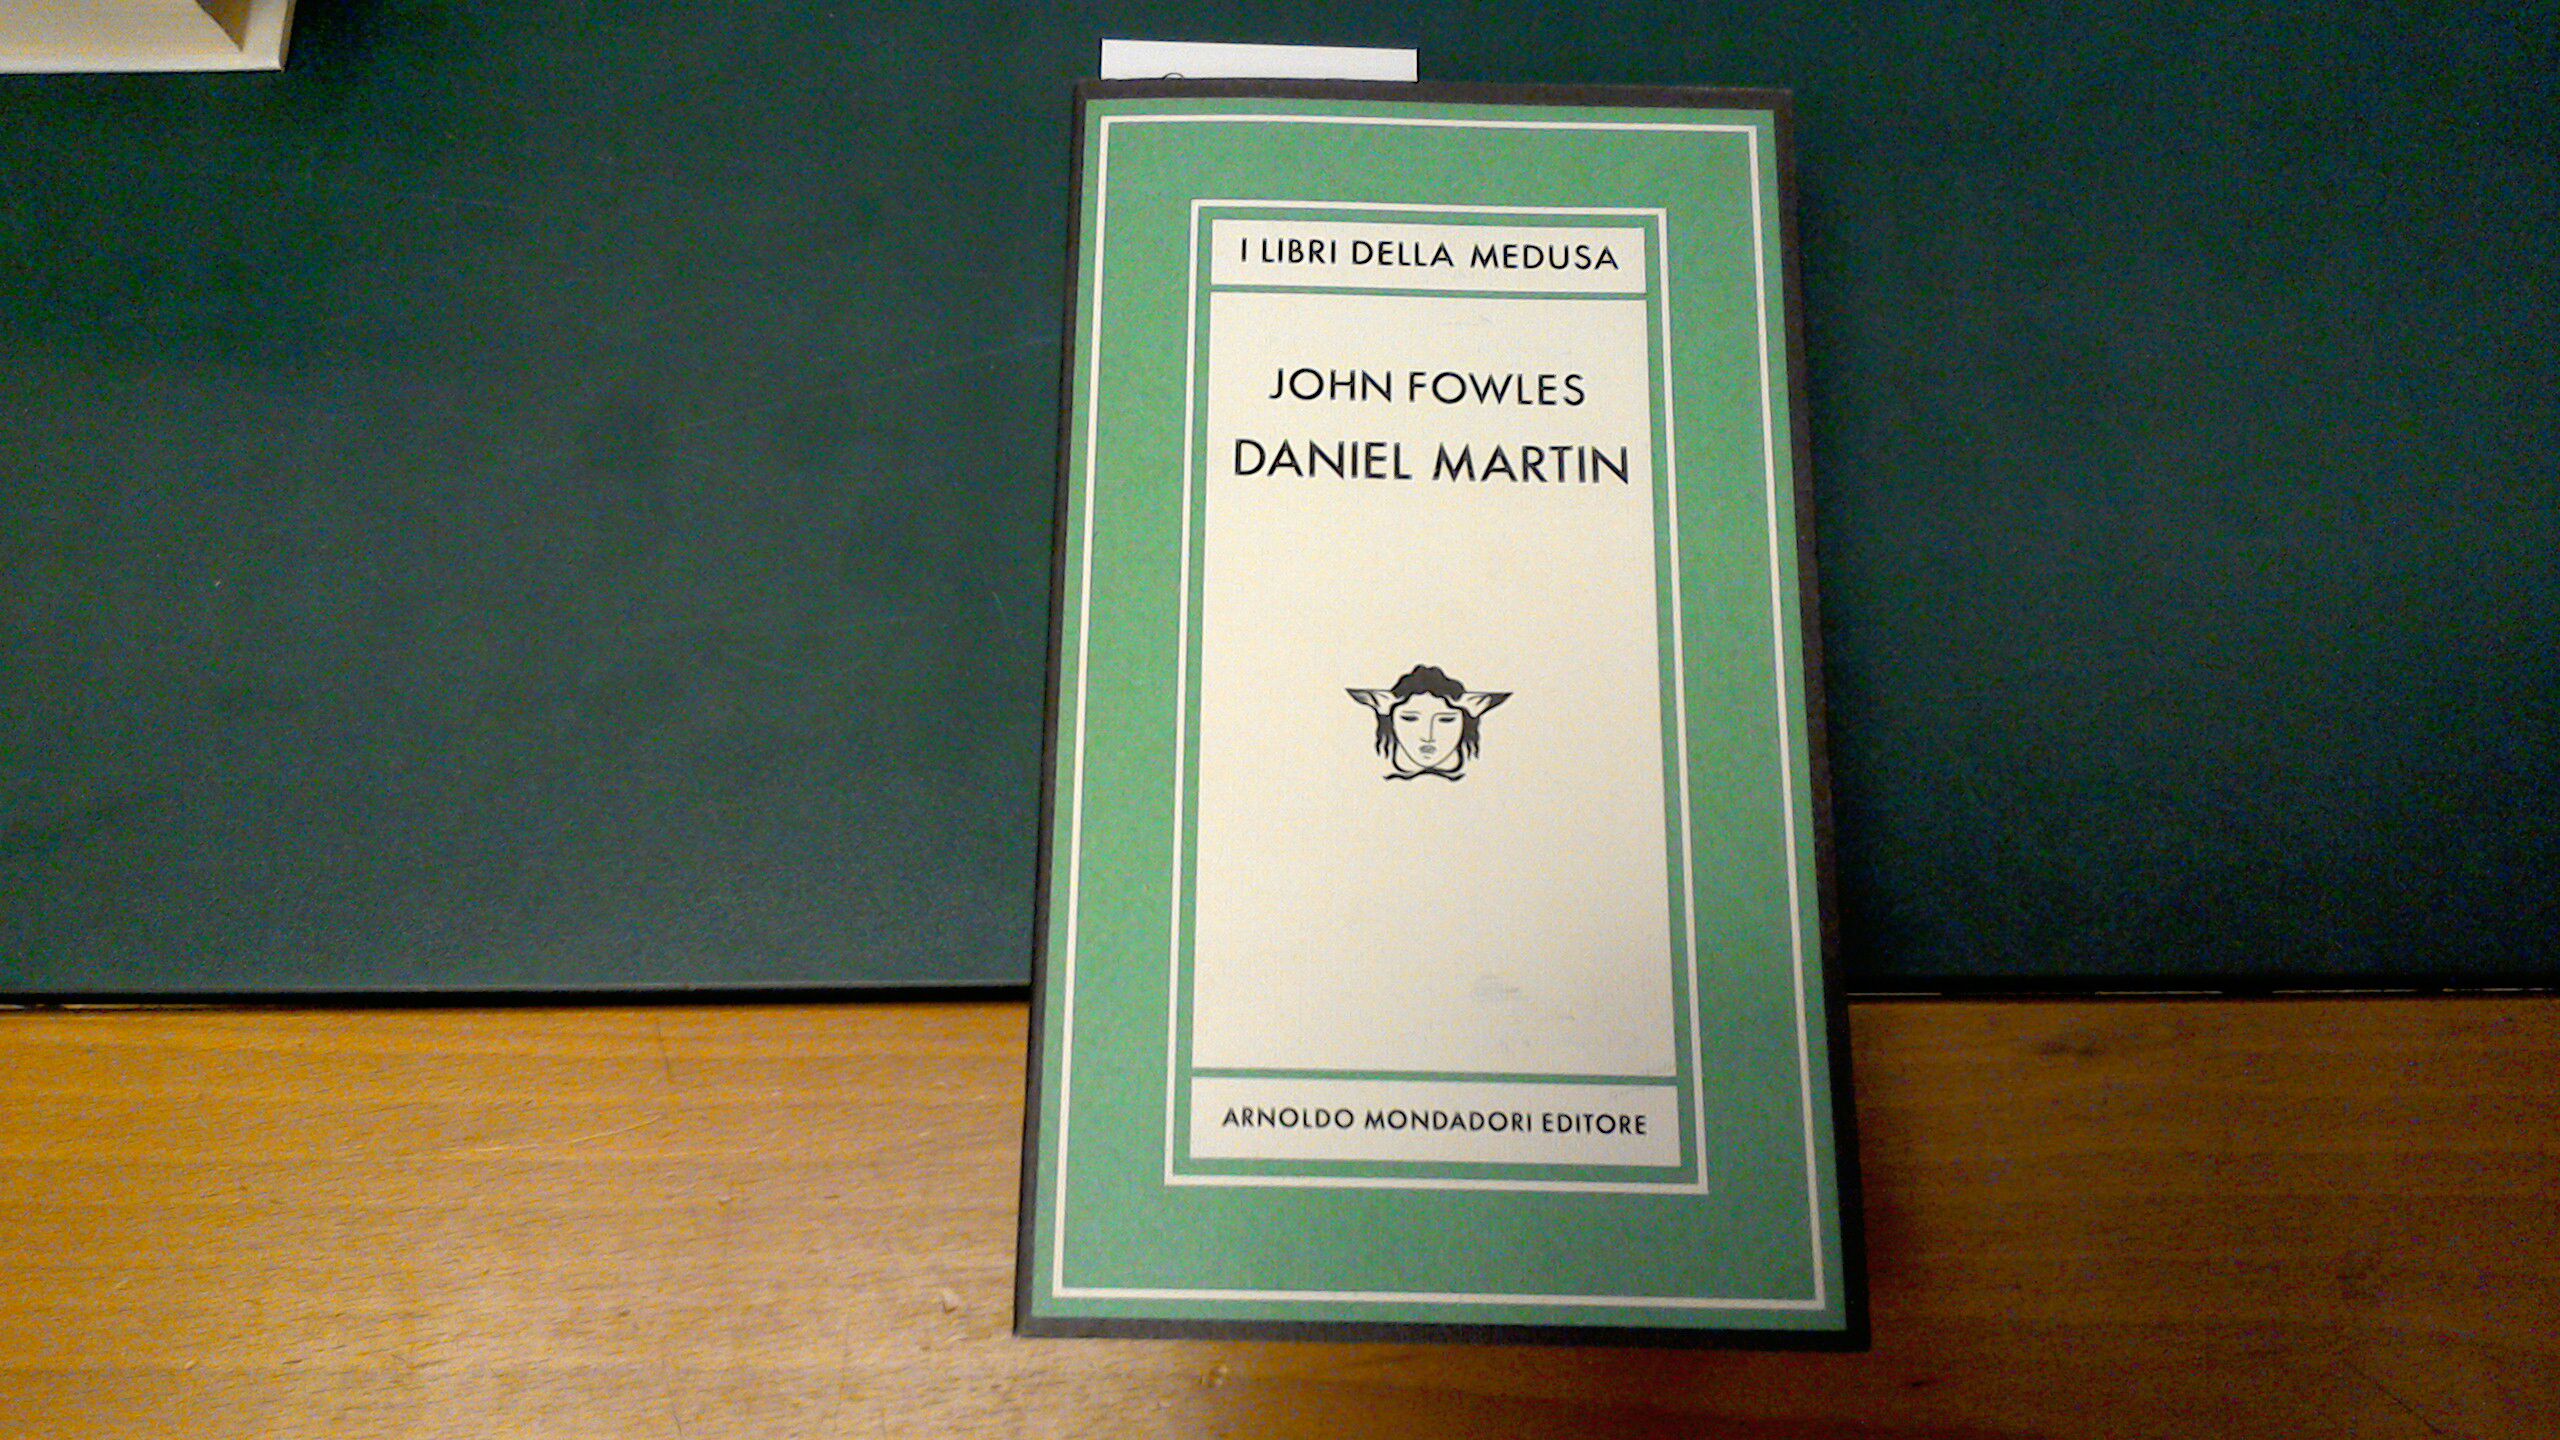 I LIBRI DELLA MEDUSA
JOHN FOWLES
DANIEL MARTIN
ARNOLDO MONDADORI EDITORE